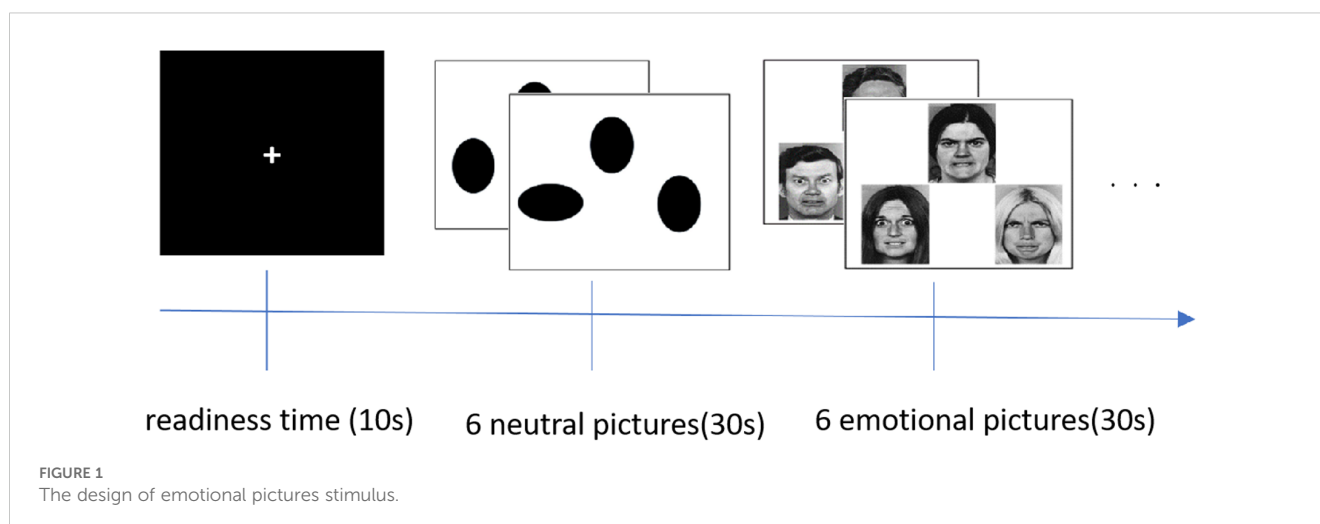 readiness time (10s)
6 neutral pictures(30s)
6 emotional pictures(30s)
. . .
FIGURE 1
The design of emotional pictures stimulus.